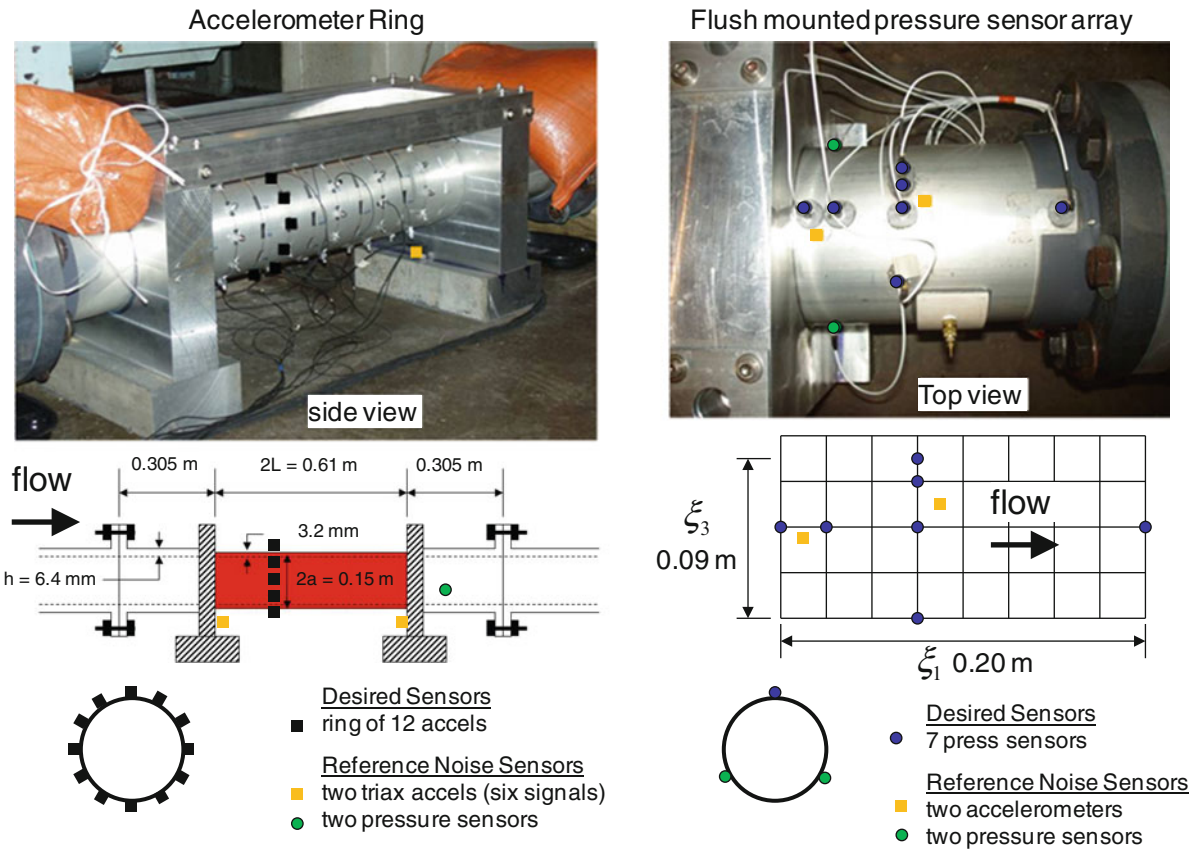 Accelerometer Ring
Flush mounted pressure sensor array
side view
Top view
flow
0.305 m
2L = 0.61 m
0.305 m
3.2 mm
h = 6.4 mm
2a = 0.15 m
Desired Sensors
ring of 12 accels
Reference Noise Sensors
two triax accels (six signals)
two pressure sensors
ξ3
0.09 m
flow
ξ1 0.20 m
Desired Sensors
7 press sensors
Reference Noise Sensors
two accelerometers
two pressure sensors